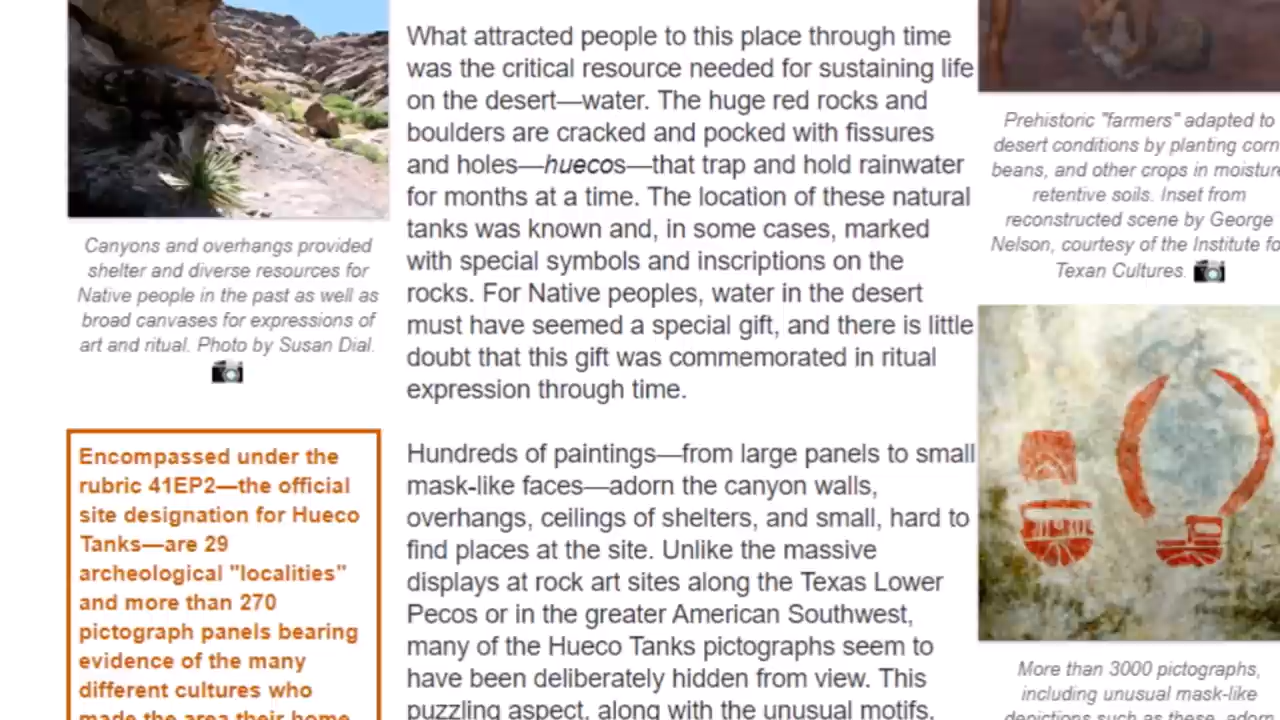 Canyons and overhangs provided
shelter and diverse resources for
Native people in the past as well as
broad canvases for expressions of
art and ritual. Photo by Susan Dial.
Encompassed under the
rubric 41EP2—the official
site designation for Hueco
Tanks—are 29
archeological "localities"
and more than 270
pictograph panels bearing
evidence of the many
different cultures who
made the area their home
What attracted people to this place through time
was the critical resource needed for sustaining life
on the desert—water. The huge red rocks and
boulders are cracked and pocked with fissures
and holes—huecos—that trap and hold rainwater
for months at a time. The location of these natural
tanks was known and, in some cases, marked
with special symbols and inscriptions on the
rocks. For Native peoples, water in the desert
must have seemed a special gift, and there is little
doubt that this gift was commemorated in ritual
expression through time.
Hundreds of paintings—from large panels to small
mask-like faces—adorn the canyon walls,
overhangs, ceilings of shelters, and small, hard to
find places at the site. Unlike the massive
displays at rock art sites along the Texas Lower
Pecos or in the greater American Southwest,
many of the Hueco Tanks pictographs seem to
have been deliberately hidden from view. This
puzzling aspect, along with the unusual motifs,
Prehistoric "farmers" adapted to
desert conditions by planting corn
beans, and other crops in moisture
retentive soils. Inset from
reconstructed scene by George
Nelson, courtesy of the Institute fo
Texan Cultures.
More than 3000 pictographs,
including unusual mask-like
depictions such as these, adorn